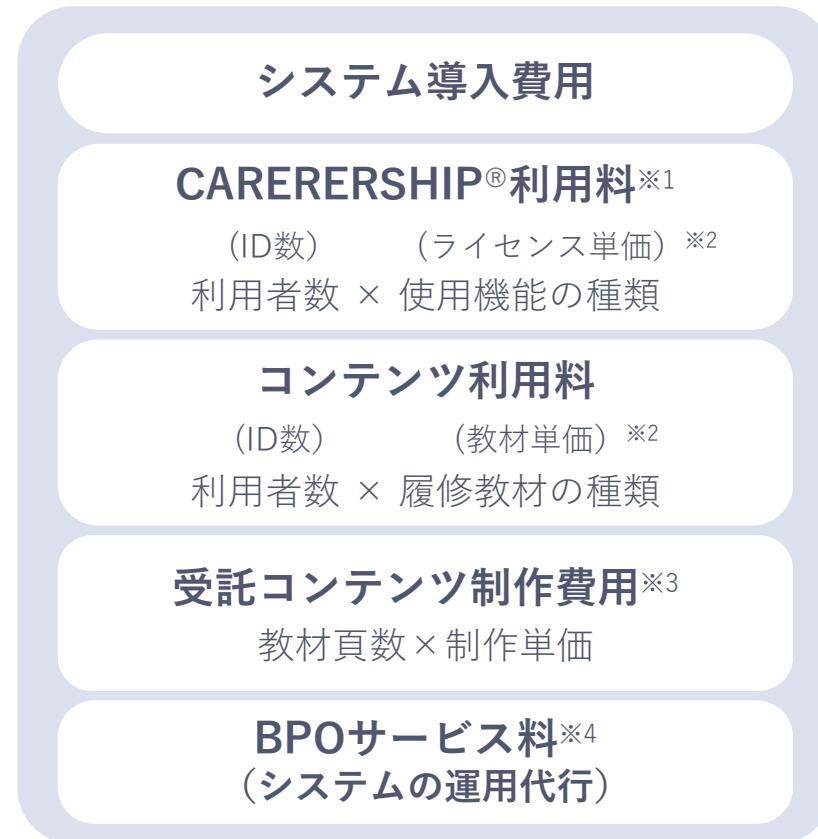 システム導入費用
CARERERSHIP®利用料※1
（ID数）　（ライセンス単価）※2
利用者数 × 使用機能の種類
コンテンツ利用料
（ID数）　（教材単価）※2
利用者数 × 履修教材の種類
受託コンテンツ制作費用※3
教材頁数×制作単価
BPOサービス料※4
（システムの運用代行）